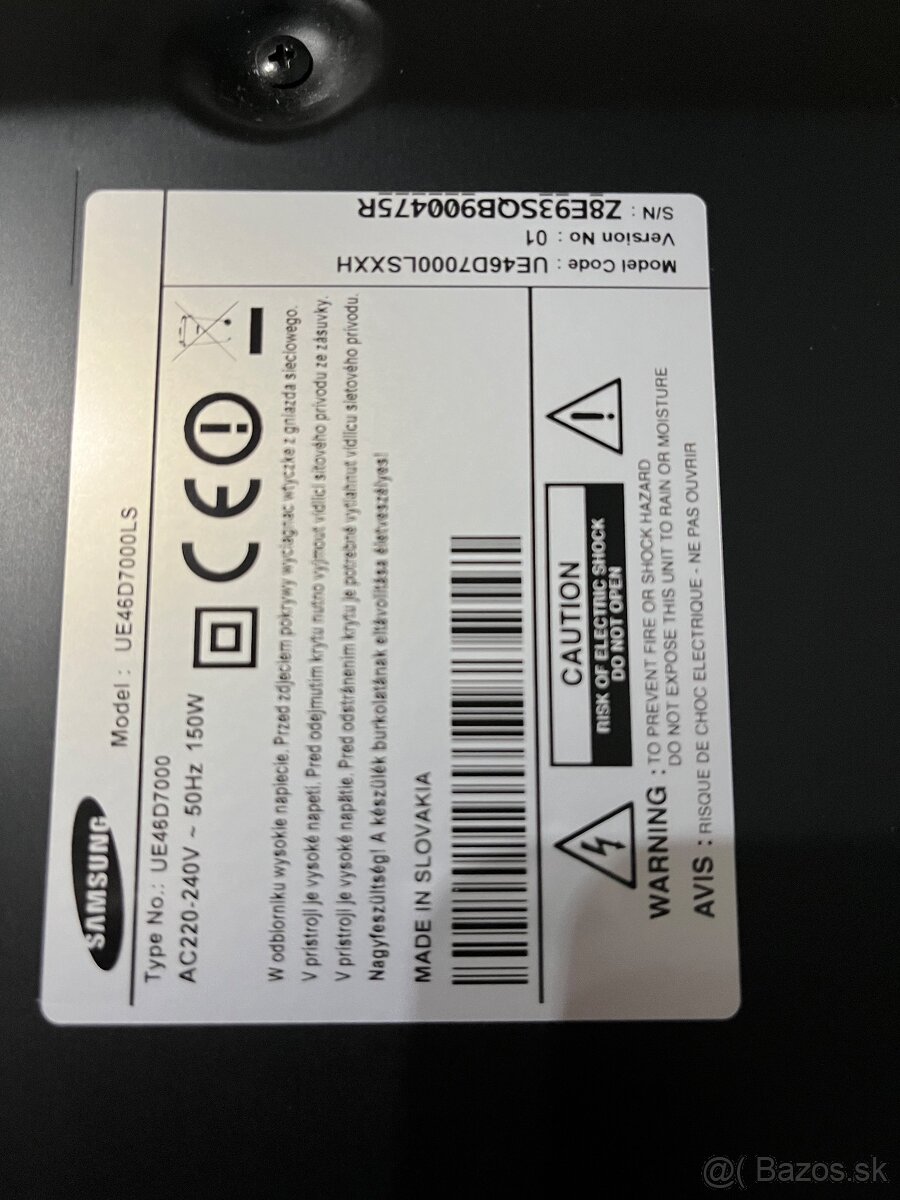 SAMSUNG
Model : UE46D7000LS
Type No.: UE46D7000
AC220-240V ~ 50Hz 150W
CE
W odbiorniku wysokie napiecie. Przed zdjeciem pokrywy wyciagnac wtyczke z gniazda sieciowego.
V pristroji je vysoké napetí. Pred odejmutim krytu nutno vyjmout vidlici sítového prívodu ze zásuvky.
V prístroji je vysoké napätie. Pred odstránením krytu je potrebné vytiahnut vidlicu sietového prívodu.
Nagyfeszültség! A készülék burkolatának eltávolítása életveszélyes!
MADE IN SLOVAKIA
CAUTION
RISK OF ELECTRIC SHOCK
DO NOT OPEN
WARNING : TO PREVENT FIRE OR SHOCK HAZARD
DO NOT EXPOSE THIS UNIT TO RAIN OR MOISTURE
AVIS : RISQUE DE CHOC ELECTRIQUE - NE PAS OUVRIR
Model Code : UE46D7000LSXXH
Version No : 01
S/N : Z8E93SQB900475R
@( Bazos.sk